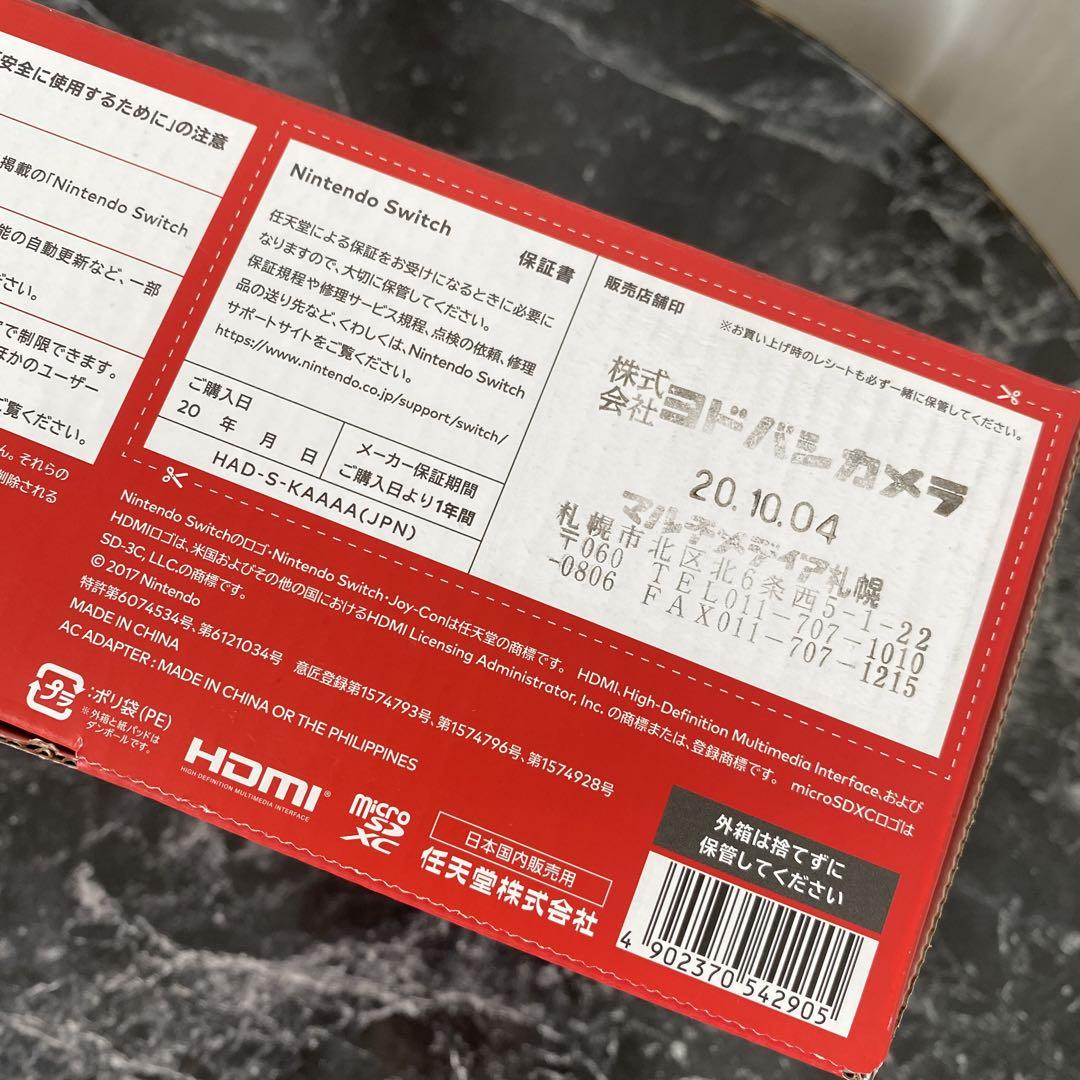 安全に使用するために」の注意
掲載の「Nintendo Switch
能の自動更新など、一部
ださい。
で制限できます。
ほかのユーザー
ご覧ください。
ん。それらの
削除される
Nintendo Switch
保証書
任天堂による保証をお受けになるときに必要に
なりますので、大切に保管してください。
保証規程や修理サービス規程、点検の依頼、修理
品の送り先など、くわしくは、Nintendo Switch
サポートサイトをご覧ください。
https://www.nintendo.co.jp/support/switch/
ご購入日
20 年 月 日
メーカー保証期間
ご購入日より1年間
HAD-S-KAAAA(JPN)
販売店舗印
※お買い上げ時のレシートも必ず一緒に保管してください。
株式会社ヨドバシカメラ
20.10.04
マルチメディア札幌
札幌市北区北6条西5-1-22
〒060-0806 TEL011-707-1010
FAX011-707-1215
Nintendo Switchのロゴ・Nintendo Switch・Joy-Conは任天堂の商標です。 HDMI、High-Definition Multimedia Interface、および
HDMIロゴは、米国およびその他の国におけるHDMI Licensing Administrator, Inc. の商標または、登録商標です。 microSDXCロゴは
SD-3C, LLC.の商標です。
© 2017 Nintendo
特許第6074534号、第6121034号 意匠登録第1574793号、第1574796号、第1574928号
MADE IN CHINA
AC ADAPTER : MADE IN CHINA OR THE PHILIPPINES
プラ
:ポリ袋(PE)
※外箱と紙パッドは
ダンボールです。
HDMI®
HIGH-DEFINITION MULTIMEDIA INTERFACE
micro
SD
XC
日本国内販売用
任天堂株式会社
外箱は捨てずに
保管してください
4 902370 542905